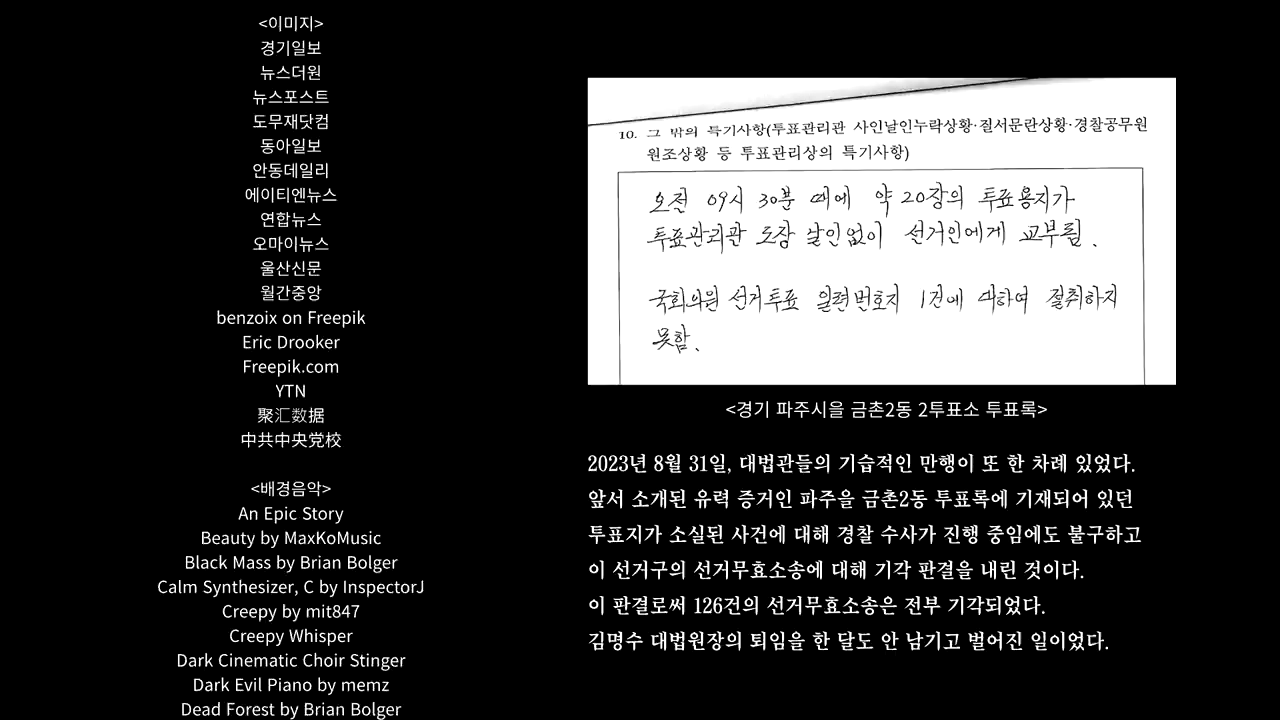 <이미지>
경기일보
뉴스더원
뉴스포스트
도무재닷컴
동아일보
안동데일리
에이티엔뉴스
연합뉴스
오마이뉴스
울산신문
월간중앙
benzoix on Freepik
Eric Drooker
Freepik.com
YTN
聚汇数据
中共中央党校
<배경음악>
An Epic Story
Beauty by MaxKoMusic
Black Mass by Brian Bolger
Calm Synthesizer, C by InspectorJ
Creepy by mit847
Creepy Whisper
Dark Cinematic Choir Stinger
Dark Evil Piano by memz
Dead Forest by Brian Bolger
10. 그 밖의 특기사항(투표관리관 사인날인누락상황·질서문란상황·경찰공무원
원조상황 등 투표관리상의 특기사항)
오전 09시 30분 때에 약 20장의 투표용지가
투표관리관 도장 날인없이 선거인에게 교부됨.
국회의원 선거투표 일련번호지 1건에 대하여 절취하지
못함.
<경기 파주시을 금촌2동 2투표소 투표록>
2023년 8월 31일, 대법관들의 기습적인 만행이 또 한 차례 있었다.
앞서 소개된 유력 증거인 파주을 금촌2동 투표록에 기재되어 있던
투표지가 소실된 사건에 대해 경찰 수사가 진행 중임에도 불구하고
이 선거구의 선거무효소송에 대해 기각 판결을 내린 것이다.
이 판결로써 126건의 선거무효소송은 전부 기각되었다.
김명수 대법원장의 퇴임을 한 달도 안 남기고 벌어진 일이었다.